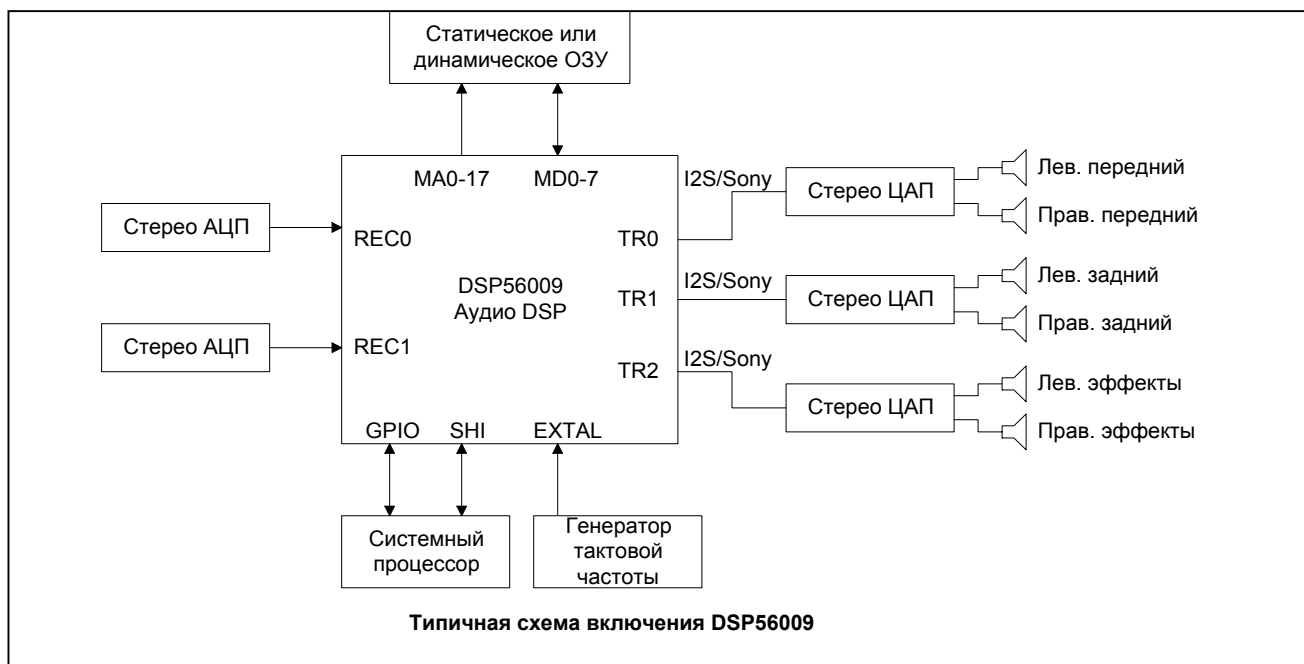 Статическое или
динамическое ОЗУ
MA0-17
MD0-7
I2S/Sony
Стерео ЦАП
Лев. передний
Прав. передний
Стерео АЦП
REC0
TR0
DSP56009
Аудио DSP
I2S/Sony
TR1
Стерео ЦАП
Лев. задний
Прав. задний
Стерео АЦП
REC1
I2S/Sony
TR2
Стерео ЦАП
Лев. эффекты
Прав. эффекты
GPIO
SHI
EXTAL
Системный
процессор
Генератор
тактовой
частоты
Типичная схема включения DSP56009